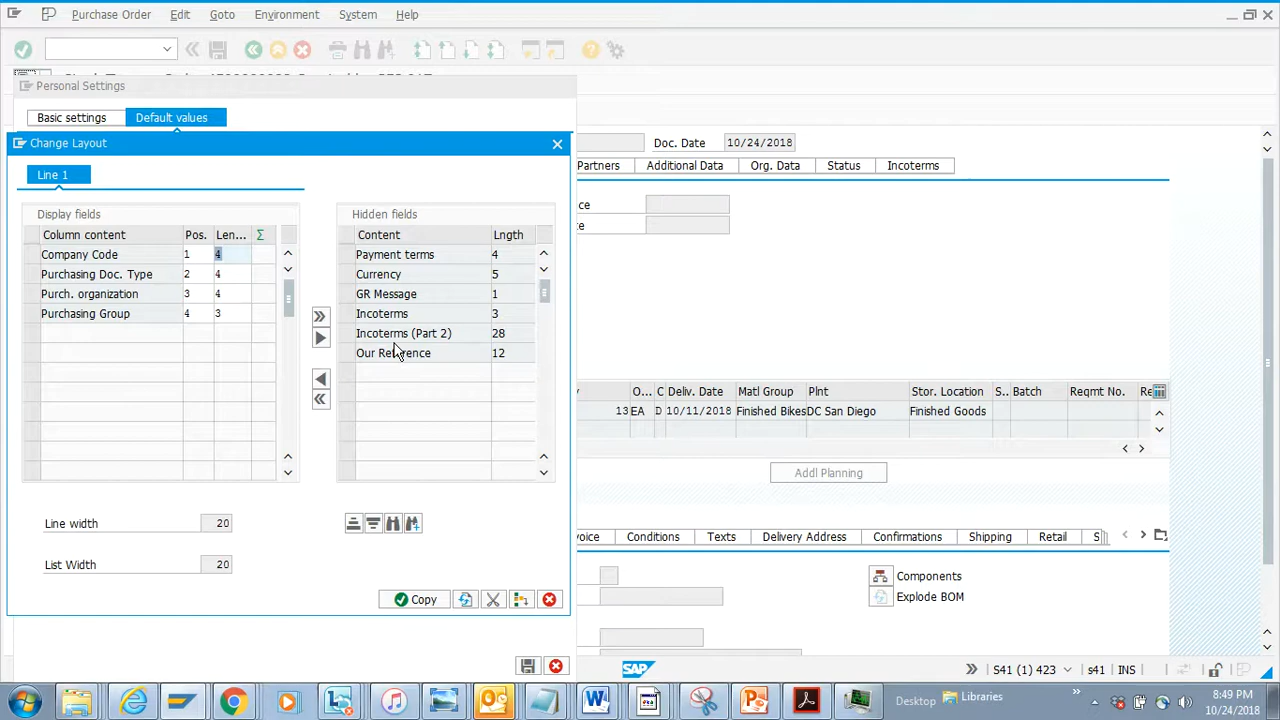 Purchase Order Edit Goto Environment System Help
Personal Settings
Basic settings Default values
Change Layout
Doc. Date 10/24/2018
Line 1
Partners Additional Data Org. Data Status Incoterms
Display fields Hidden fields
Column content Pos. Len... Σ Content Lngth
Company Code 1 4 Payment terms 4
Purchasing Doc. Type 2 4 Currency 5
Purch. organization 3 4 GR Message 1
Purchasing Group 4 3 Incoterms 3
Incoterms (Part 2) 28
Our Reference 12
O... C Deliv. Date Matl Group Plnt Stor. Location S.. Batch Reqmt No. Re
13 EA D 10/11/2018 Finished Bikes DC San Diego Finished Goods
Addl Planning
Line width 20
List Width 20
Conditions Texts Delivery Address Confirmations Shipping Retail S
Components
Explode BOM
Copy
SAP S41 (1) 423 s41 INS
Desktop Libraries
8:49 PM
10/24/2018